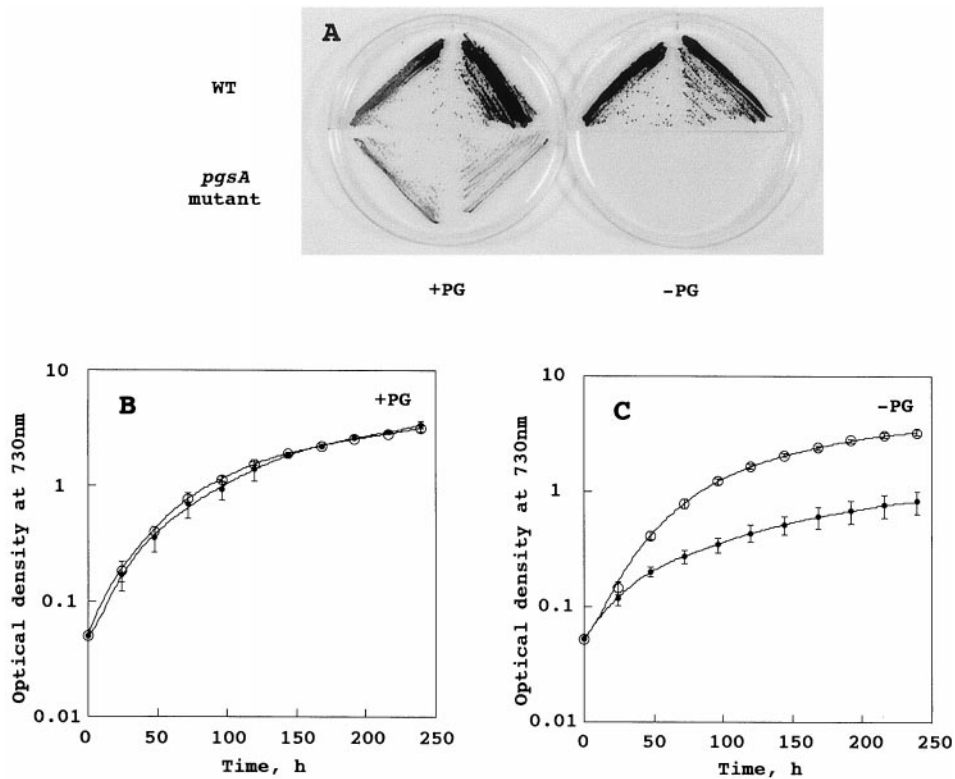 A
WT
pgsA
mutant
+PG
-PG
B
+PG
10
1
0.1
0.01
Optical density at 730nm
0
50
100
150
200
250
Time, h
C
-PG
10
1
0.1
0.01
Optical density at 730nm
0
50
100
150
200
250
Time, h